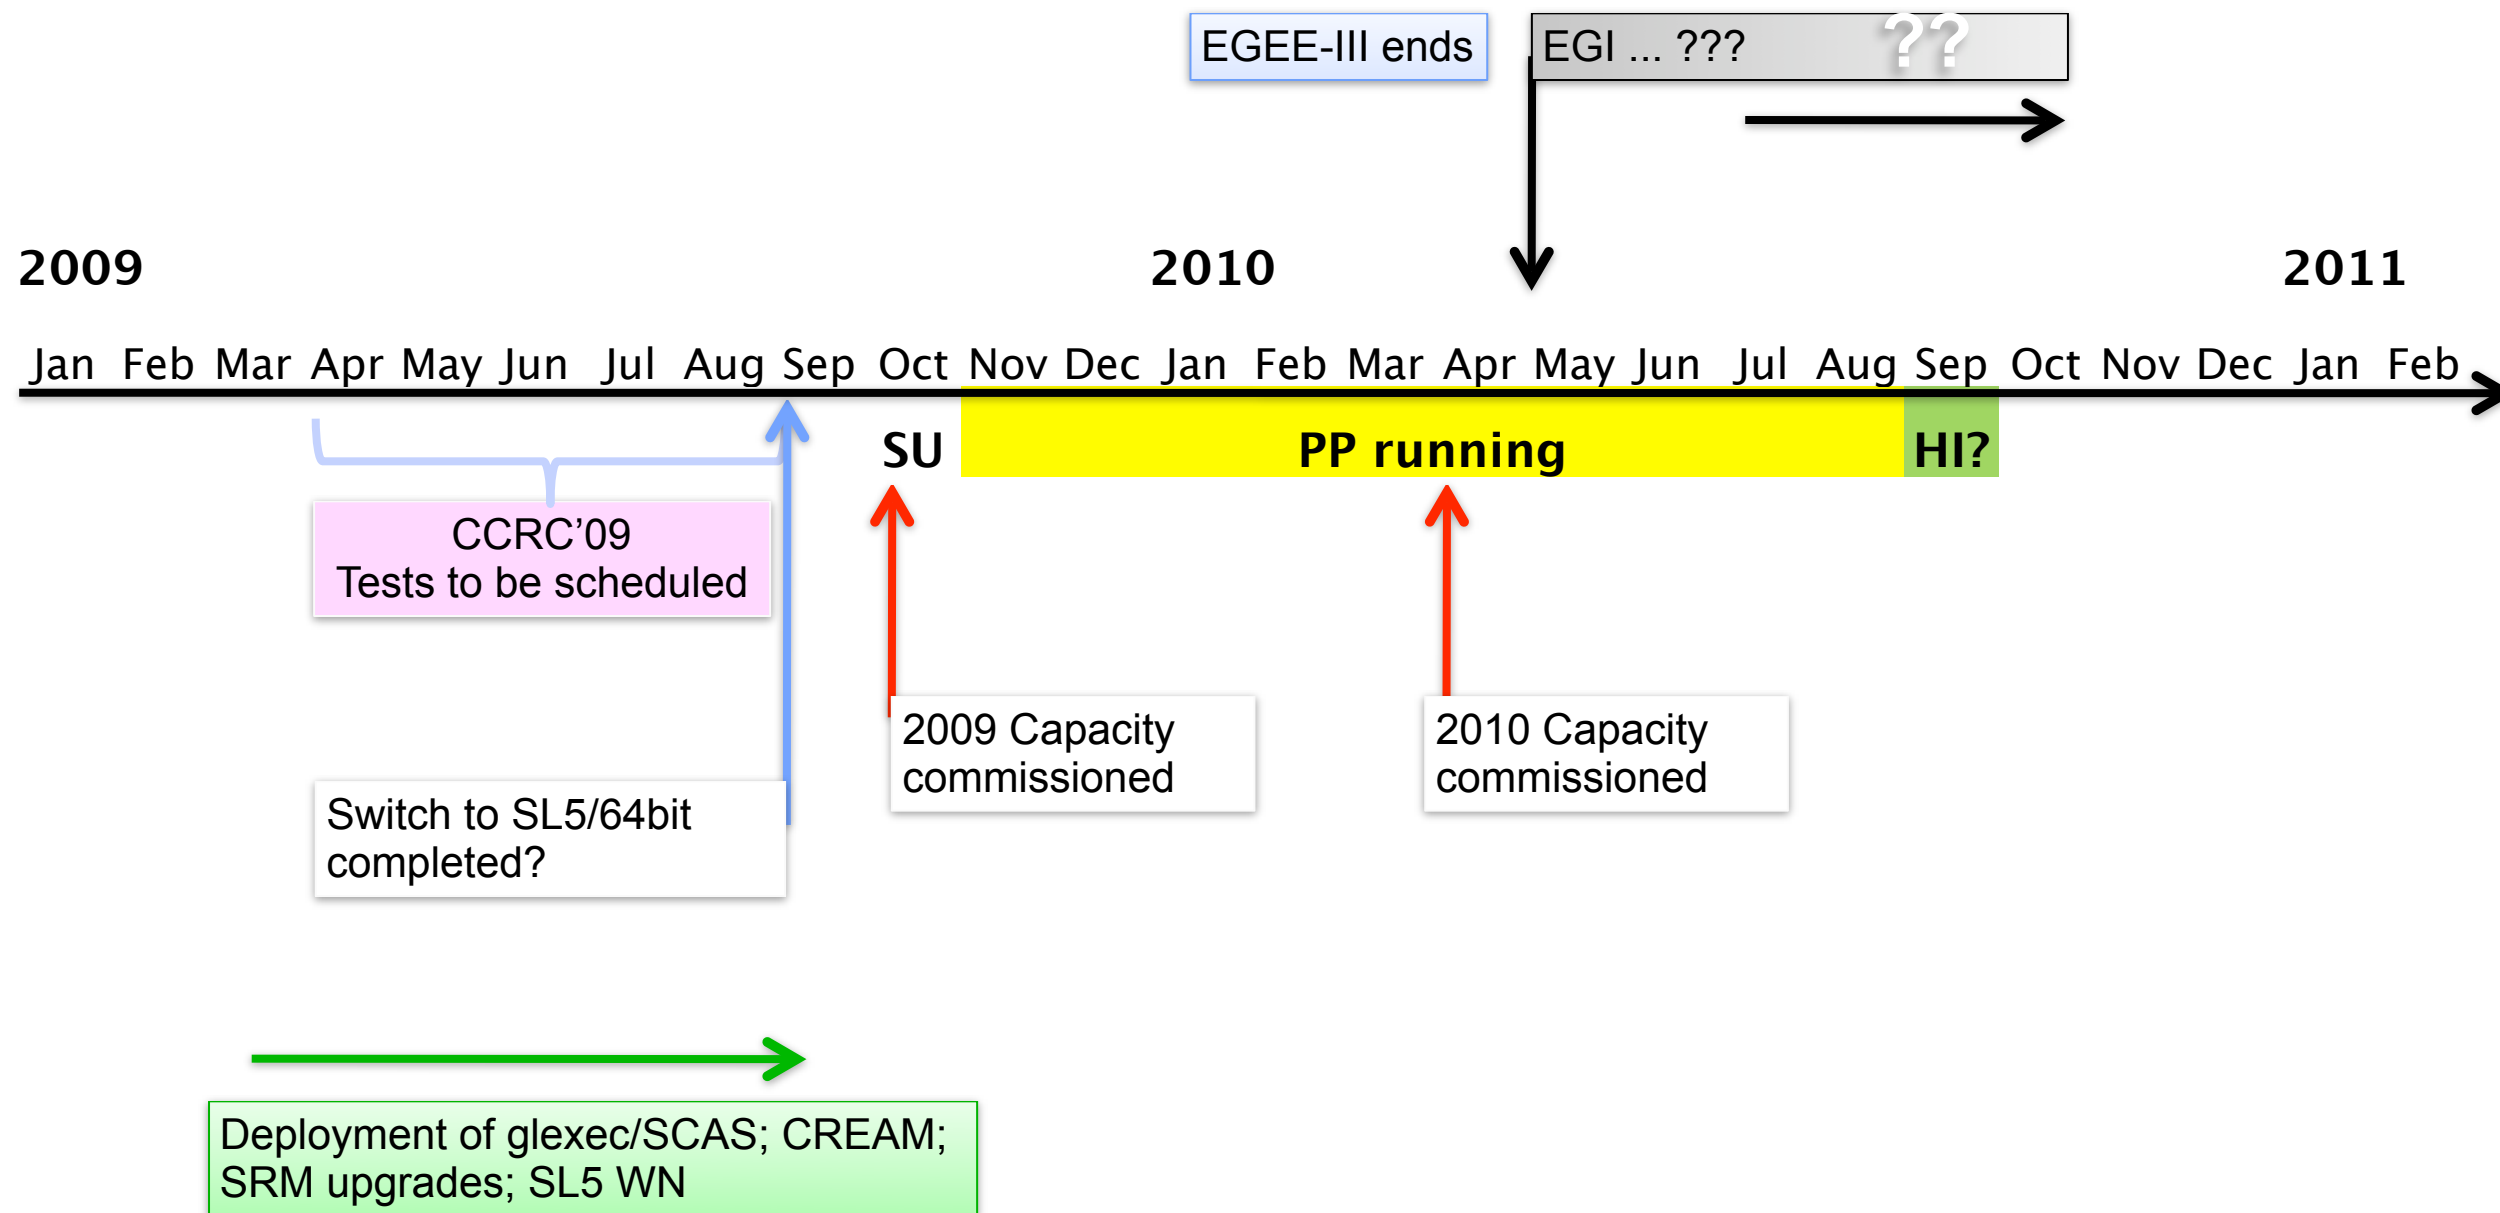 EGEE-III ends
EGI ... ???
??
2009
2010
2011
Jan Feb Mar Apr May Jun Jul Aug Sep Oct Nov Dec Jan Feb Mar Apr May Jun Jul Aug Sep Oct Nov Dec Jan Feb
SU
PP running
HI?
CCRC’09
Tests to be scheduled
2009 Capacity
commissioned
2010 Capacity
commissioned
Switch to SL5/64bit
completed?
Deployment of glexec/SCAS; CREAM;
SRM upgrades; SL5 WN